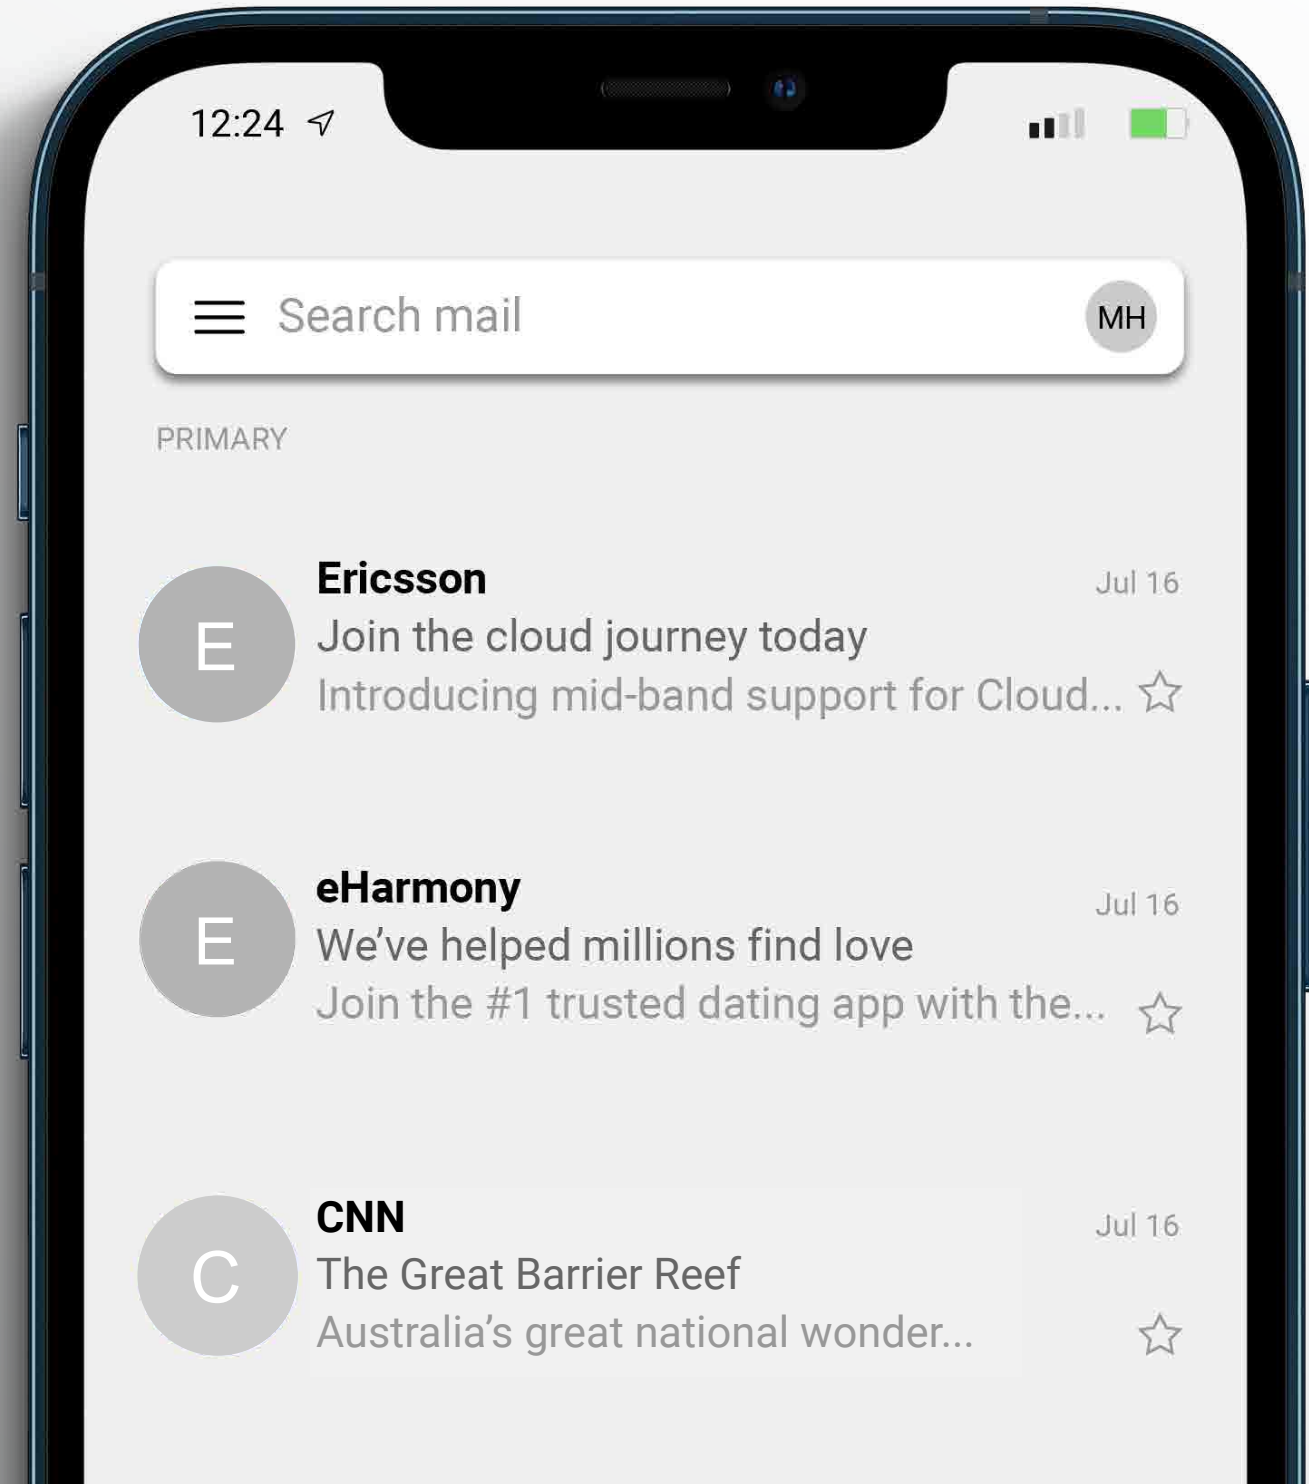 12:24
Search mail
MH
PRIMARY
Ericsson
Jul 16
E
Join the cloud journey today
Introducing mid-band support for Cloud...
eHarmony
Jul 16
E
We’ve helped millions find love
Join the #1 trusted dating app with the...
CNN
Jul 16
C
The Great Barrier Reef
Australia’s great national wonder...